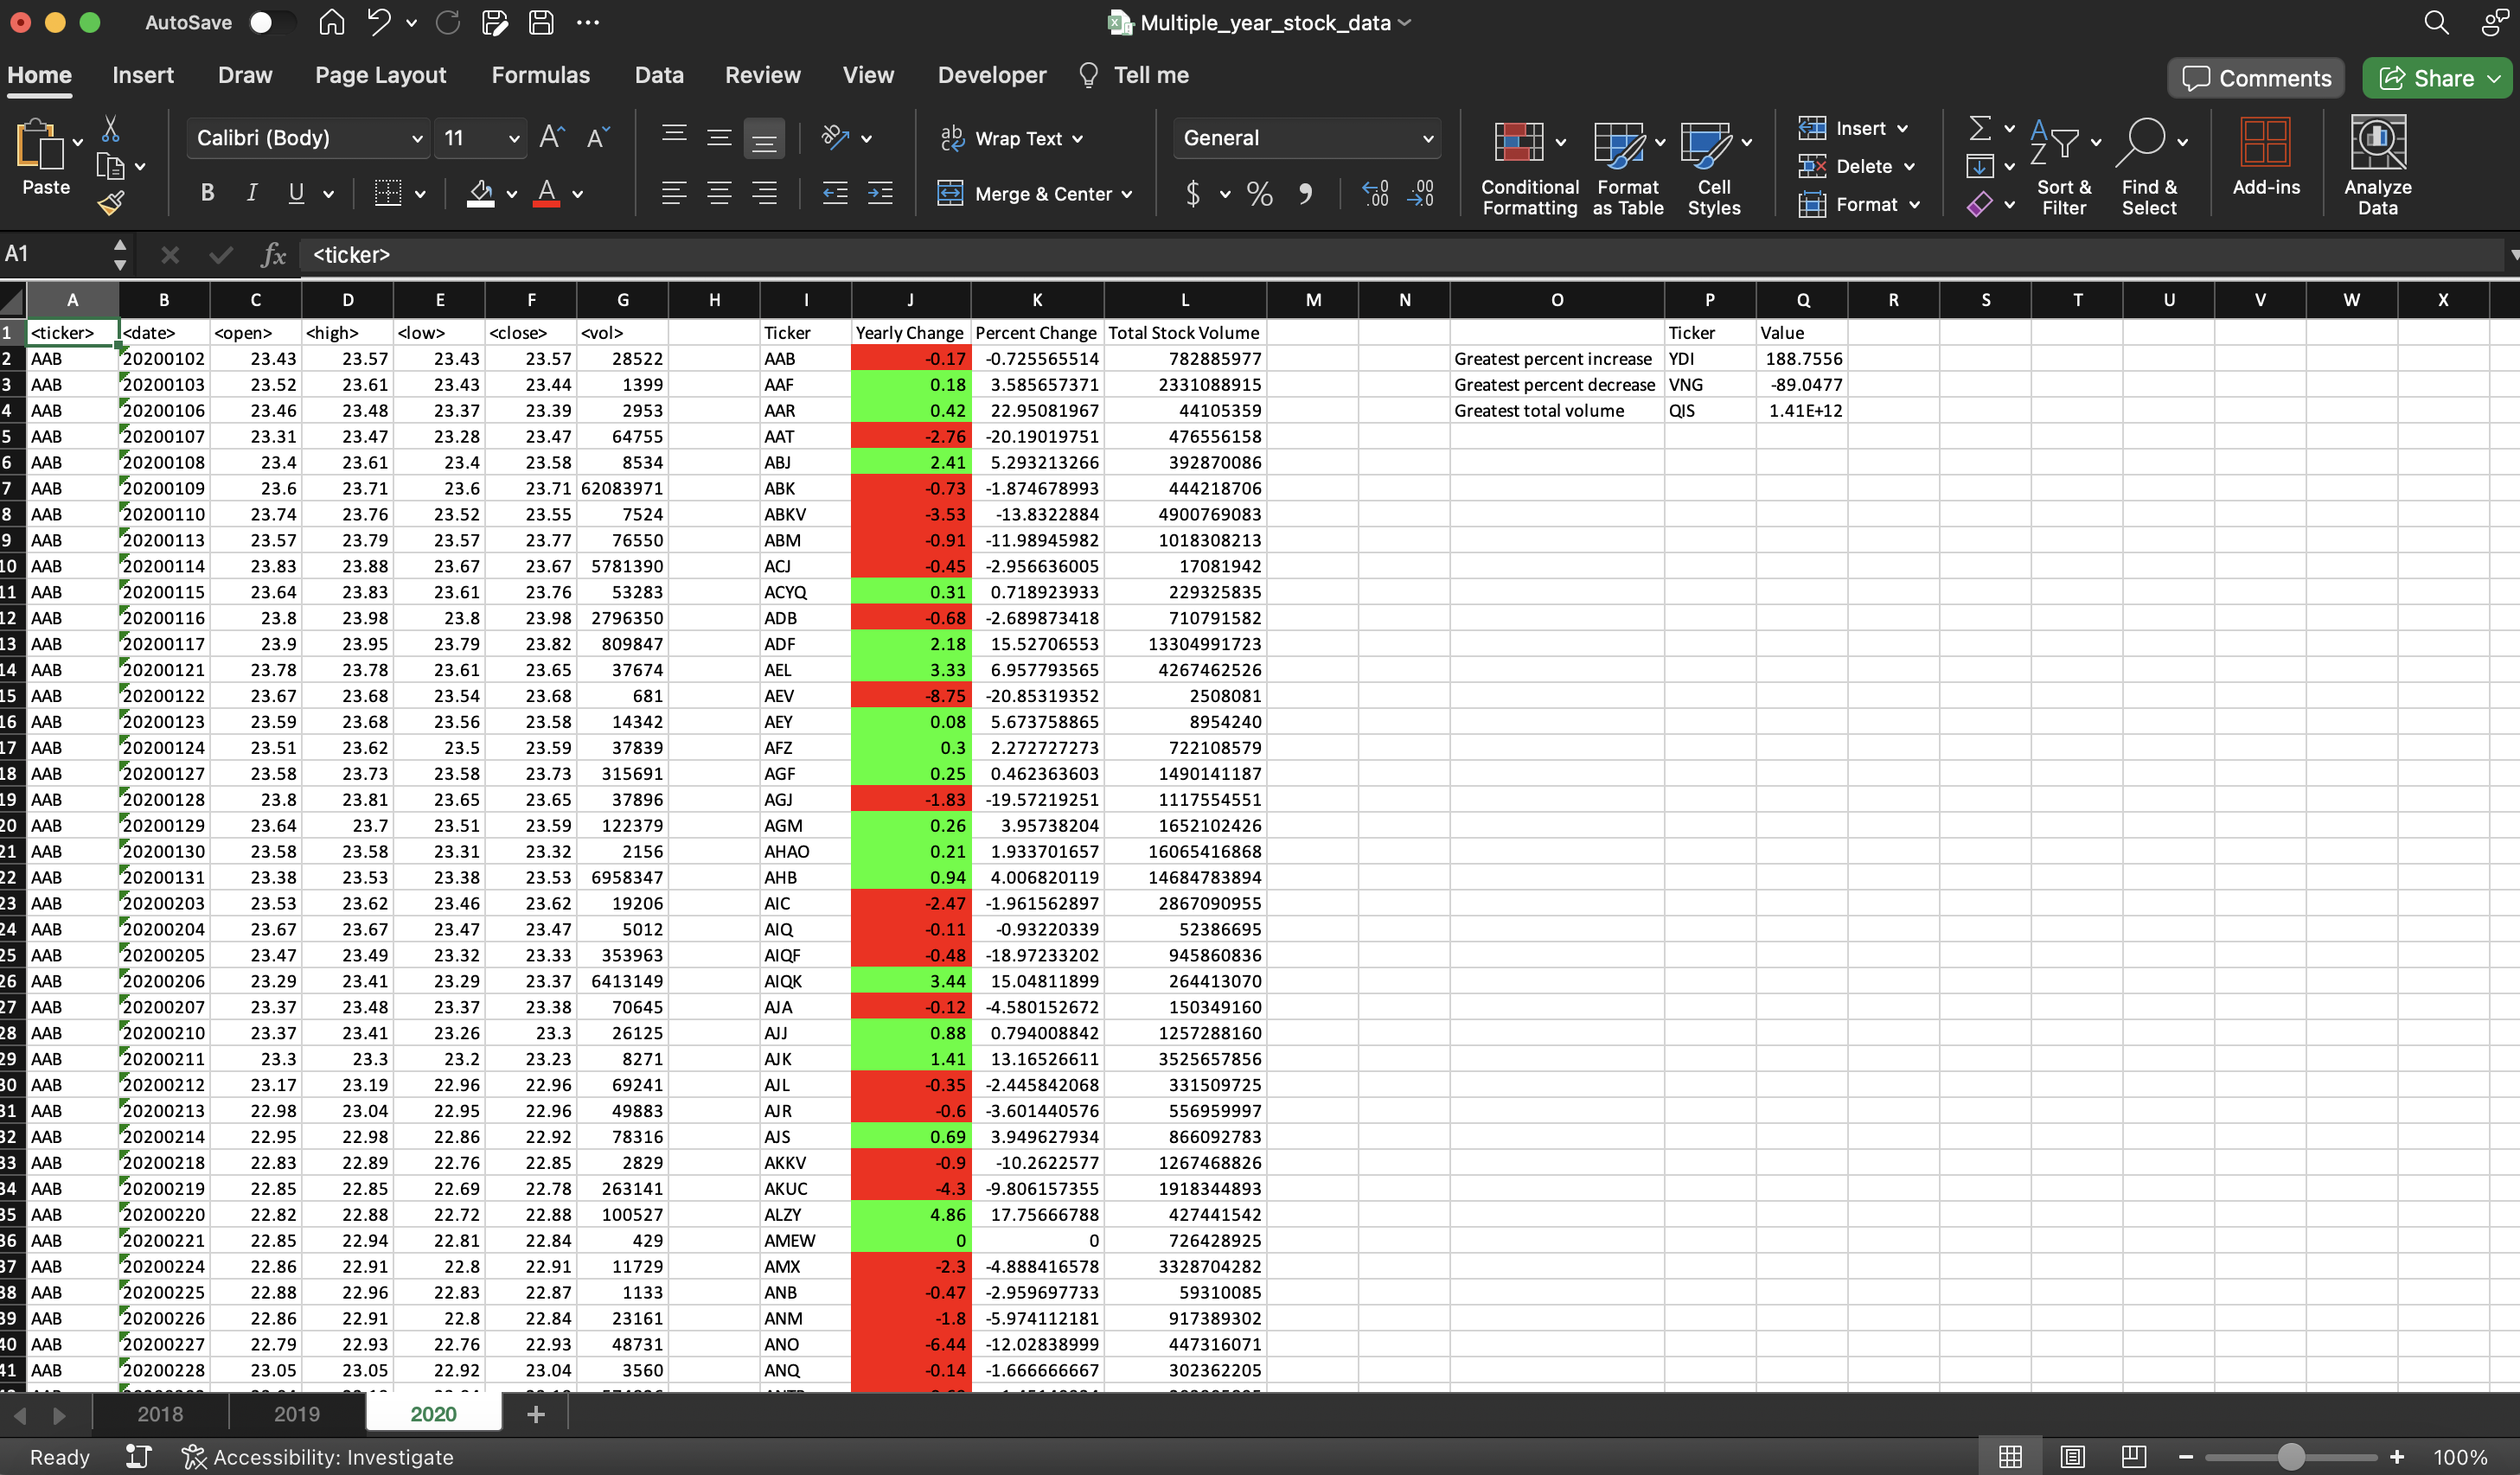 AutoSave Multiple_year_stock_data
Home Insert Draw Page Layout Formulas Data Review View Developer Tell me Comments Share
Paste Calibri (Body) 11 Wrap Text General Insert
Merge & Center Conditional Formatting Format as Table Cell Styles Delete Format Sort & Filter Find & Select Add-ins Analyze Data
A1 fx <ticker>
A B C D E F G H I J K L M N O P Q R S T U V W X
1 <ticker> <date> <open> <high> <low> <close> <vol> Ticker Yearly Change Percent Change Total Stock Volume Ticker Value
2 AAB 20200102 23.43 23.57 23.43 23.57 28522 AAB -0.17 -0.725565514 782885977 Greatest percent increase YDI 188.7556
3 AAB 20200103 23.52 23.61 23.43 23.44 1399 AAF 0.18 3.585657371 2331088915 Greatest percent decrease VNG -89.0477
4 AAB 20200106 23.46 23.48 23.37 23.39 2953 AAR 0.42 22.95081967 44105359 Greatest total volume QIS 1.41E+12
5 AAB 20200107 23.31 23.47 23.28 23.47 64755 AAT -2.76 -20.19019751 476556158
6 AAB 20200108 23.4 23.61 23.4 23.58 8534 ABJ 2.41 5.293213266 392870086
7 AAB 20200109 23.6 23.71 23.6 23.71 62083971 ABK -0.73 -1.874678993 444218706
8 AAB 20200110 23.74 23.76 23.52 23.55 7524 ABKV -3.53 -13.8322884 4900769083
9 AAB 20200113 23.57 23.79 23.57 23.77 76550 ABM -0.91 -11.98945982 1018308213
10 AAB 20200114 23.83 23.88 23.67 23.67 5781390 ACJ -0.45 -2.956636005 17081942
11 AAB 20200115 23.64 23.83 23.61 23.76 53283 ACYQ 0.31 0.718923933 229325835
12 AAB 20200116 23.8 23.98 23.8 23.98 2796350 ADB -0.68 -2.689873418 710791582
13 AAB 20200117 23.9 23.95 23.79 23.82 809847 ADF 2.18 15.52706553 13304991723
14 AAB 20200121 23.78 23.78 23.61 23.65 37674 AEL 3.33 6.957793565 4267462526
15 AAB 20200122 23.67 23.68 23.54 23.68 681 AEV -8.75 -20.85319352 2508081
16 AAB 20200123 23.59 23.68 23.56 23.58 14342 AEY 0.08 5.673758865 8954240
17 AAB 20200124 23.51 23.62 23.5 23.59 37839 AFZ 0.3 2.272727273 722108579
18 AAB 20200127 23.58 23.73 23.58 23.73 315691 AGF 0.25 0.462363603 1490141187
19 AAB 20200128 23.8 23.81 23.65 23.65 37896 AGJ -1.83 -19.57219251 1117554551
20 AAB 20200129 23.64 23.7 23.51 23.59 122379 AGM 0.26 3.95738204 1652102426
21 AAB 20200130 23.58 23.58 23.31 23.32 2156 AHAO 0.21 1.933701657 16065416868
22 AAB 20200131 23.38 23.53 23.38 23.53 6958347 AHB 0.94 4.006820119 14684783894
23 AAB 20200203 23.53 23.62 23.46 23.62 19206 AIC -2.47 -1.961562897 2867090955
24 AAB 20200204 23.67 23.67 23.47 23.47 5012 AIQ -0.11 -0.93220339 52386695
25 AAB 20200205 23.47 23.49 23.32 23.33 353963 AIQF -0.48 -18.97233202 945860836
26 AAB 20200206 23.29 23.41 23.29 23.37 6413149 AIQK 3.44 15.04811899 264413070
27 AAB 20200207 23.37 23.48 23.37 23.38 70645 AJA -0.12 -4.580152672 150349160
28 AAB 20200210 23.37 23.41 23.26 23.3 26125 AJJ 0.88 0.794008842 1257288160
29 AAB 20200211 23.3 23.3 23.2 23.23 8271 AJK 1.41 13.16526611 3525657856
30 AAB 20200212 23.17 23.19 22.96 22.96 69241 AJL -0.35 -2.445842068 331509725
31 AAB 20200213 22.98 23.04 22.95 22.96 49883 AJR -0.6 -3.601440576 556959997
32 AAB 20200214 22.95 22.98 22.86 22.92 78316 AJS 0.69 3.949627934 866092783
33 AAB 20200218 22.83 22.89 22.76 22.85 2829 AKKV -0.9 -10.2622577 1267468826
34 AAB 20200219 22.85 22.85 22.69 22.78 263141 AKUC -4.3 -9.806157355 1918344893
35 AAB 20200220 22.82 22.88 22.72 22.88 100527 ALZY 4.86 17.75666788 427441542
36 AAB 20200221 22.85 22.94 22.81 22.84 429 AMEW 0 0 726428925
37 AAB 20200224 22.86 22.91 22.8 22.91 11729 AMX -2.3 -4.888416578 3328704282
38 AAB 20200225 22.88 22.96 22.83 22.87 1133 ANB -0.47 -2.959697733 59310085
39 AAB 20200226 22.86 22.91 22.8 22.84 23161 ANM -1.8 -5.974112181 917389302
40 AAB 20200227 22.79 22.93 22.76 22.93 48731 ANO -6.44 -12.02838999 447316071
41 AAB 20200228 23.05 23.05 22.92 23.04 3560 ANQ -0.14 -1.666666667 302362205
2018 2019 2020 +
Ready Accessibility: Investigate 100%